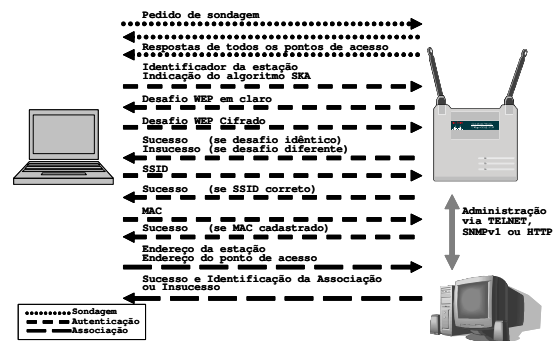 Pedido de sondagem
Respostas de todos os pontos de acesso
Identificador da estação
Indicação do algoritmo SKA
Desafio WEP em claro
Desafio WEP Cifrado
Sucesso (se desafio idêntico)
Insucesso (se desafio diferente)
SSID
Sucesso (se SSID correto)
MAC
Sucesso (se MAC cadastrado)
Endereço da estação
Endereço do ponto de acesso
Sucesso e Identificação da Associação
ou Insucesso
Administração
via TELNET,
SNMPv1 ou HTTP
Sondagem
Autenticação
Associação